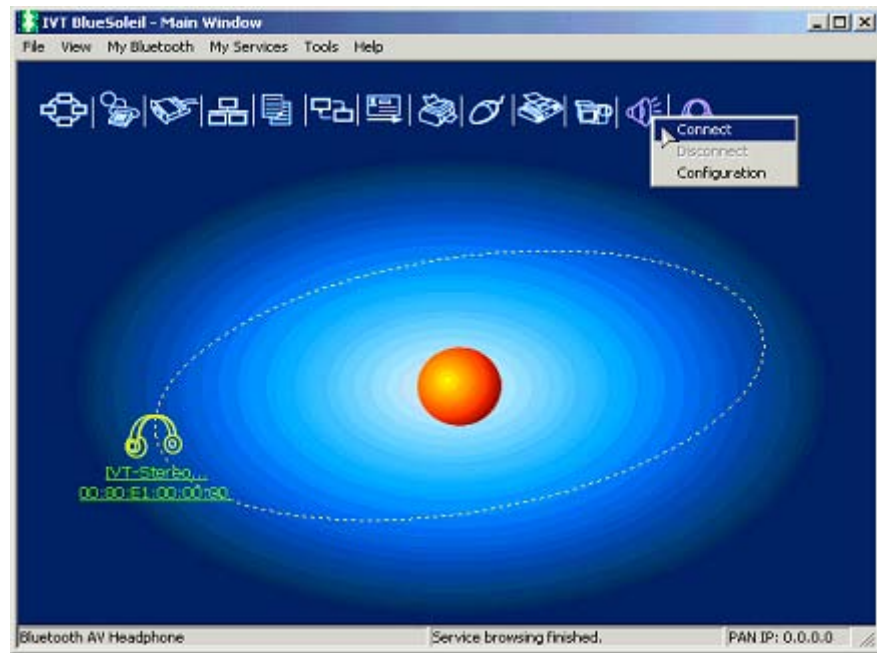 IVT BlueSoleil - Main Window
File View My Bluetooth My Services Tools Help
Connect
Disconnect
Configuration
IVT-Stereo...
00:80:E1:00:00:90
Bluetooth AV Headphone
Service browsing finished.
PAN IP: 0.0.0.0